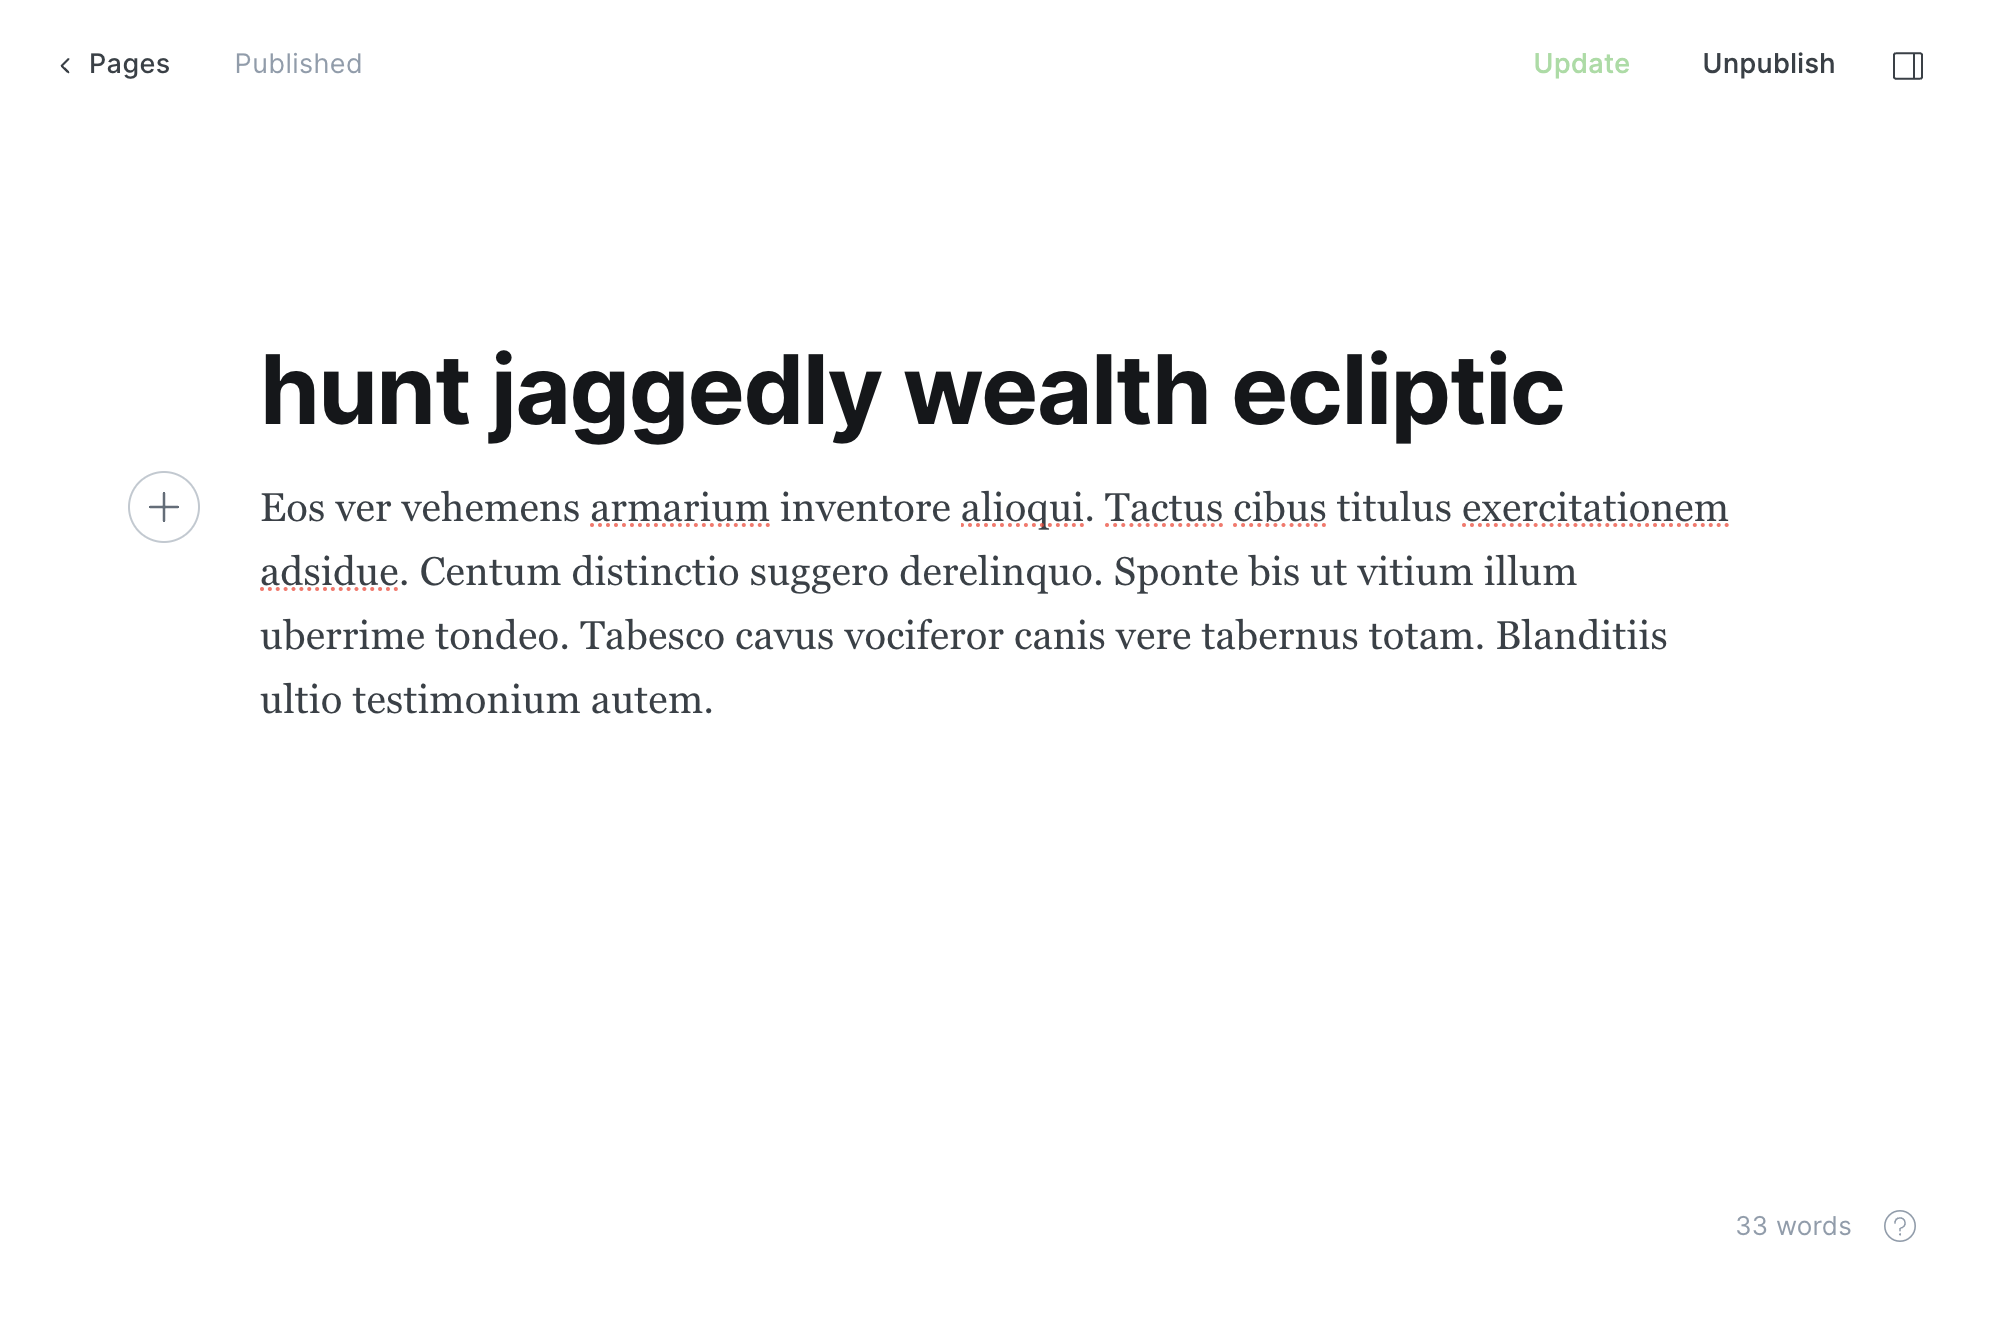 Pages
Published
Update
Unpublish
hunt jaggedly wealth ecliptic
Eos ver vehemens armarium inventore alioqui. Tactus cibus titulus exercitationem
adsidue. Centum distinctio suggero derelinquo. Sponte bis ut vitium illum
uberrime tondeo. Tabesco cavus vociferor canis vere tabernus totam. Blanditiis
ultio testimonium autem.
33 words
?